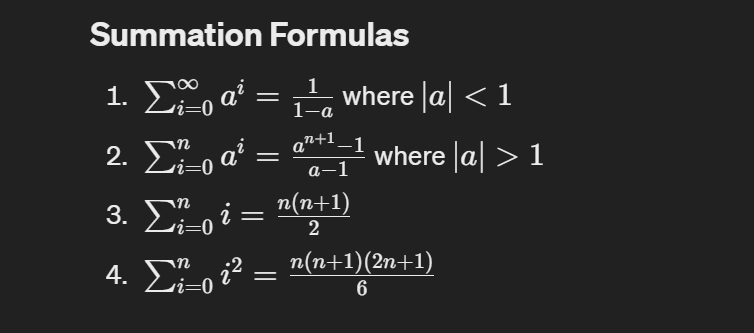 Summation Formulas
1. $\sum_{i=0}^{\infty} a^i = \frac{1}{1-a}$ where $|a| < 1$
2. $\sum_{i=0}^{n} a^i = \frac{a^{n+1}-1}{a-1}$ where $|a| > 1$
3. $\sum_{i=0}^{n} i = \frac{n(n+1)}{2}$
4. $\sum_{i=0}^{n} i^2 = \frac{n(n+1)(2n+1)}{6}$